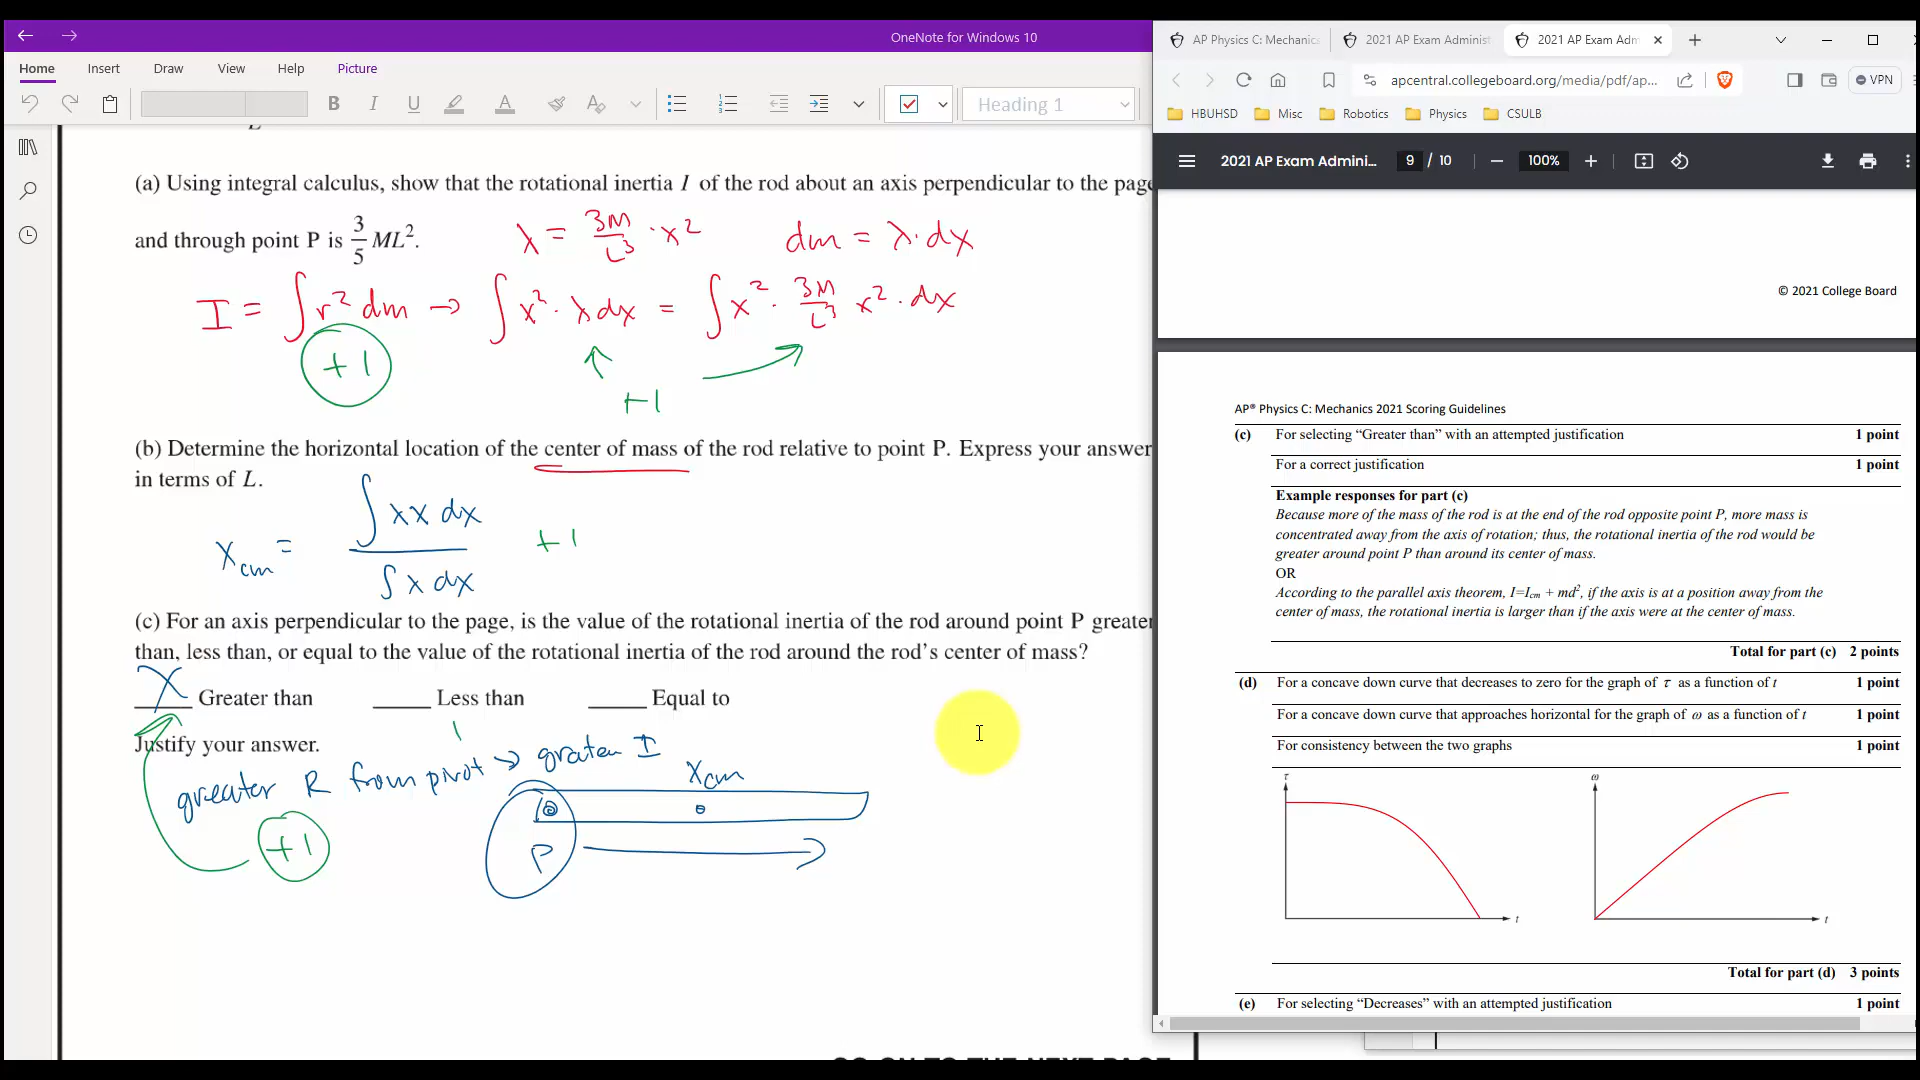 OneNote for Windows 10
Home Insert Draw View Help Picture
B I U A Heading 1
L
(a) Using integral calculus, show that the rotational inertia I of the rod about an axis perpendicular to the page
and through point P is 3/5 ML².
λ = 3M/L³ · x² dm = λ · dx
I = ∫ r² dm → ∫ x² · λ dx = ∫ x² · 3M/L³ x² · dx
+1
+1
(b) Determine the horizontal location of the center of mass of the rod relative to point P. Express your answer
in terms of L.
xcm = ∫ xλ dx / ∫ λ dx +1
(c) For an axis perpendicular to the page, is the value of the rotational inertia of the rod around point P greater
than, less than, or equal to the value of the rotational inertia of the rod around the rod's center of mass?
X Greater than ____ Less than ____ Equal to
Justify your answer.
greater R from pivot → greater I
xcm
P
+1
AP Physics C: Mechanic
2021 AP Exam Administ
2021 AP Exam Adm
apcentral.collegeboard.org/media/pdf/ap...
VPN
HBUHSD Misc Robotics Physics CSULB
2021 AP Exam Admini... 9 / 10 100%
© 2021 College Board
AP® Physics C: Mechanics 2021 Scoring Guidelines
(c) For selecting “Greater than” with an attempted justification 1 point
For a correct justification 1 point
Example responses for part (c)
Because more of the mass of the rod is at the end of the rod opposite point P, more mass is
concentrated away from the axis of rotation; thus, the rotational inertia of the rod would be
greater around point P than around its center of mass.
OR
According to the parallel axis theorem, I=Icm + md², if the axis is at a position away from the
center of mass, the rotational inertia is larger than if the axis were at the center of mass.
Total for part (c) 2 points
(d) For a concave down curve that decreases to zero for the graph of τ as a function of t 1 point
For a concave down curve that approaches horizontal for the graph of ω as a function of t 1 point
For consistency between the two graphs 1 point
τ ω
t t
Total for part (d) 3 points
(e) For selecting “Decreases” with an attempted justification 1 point